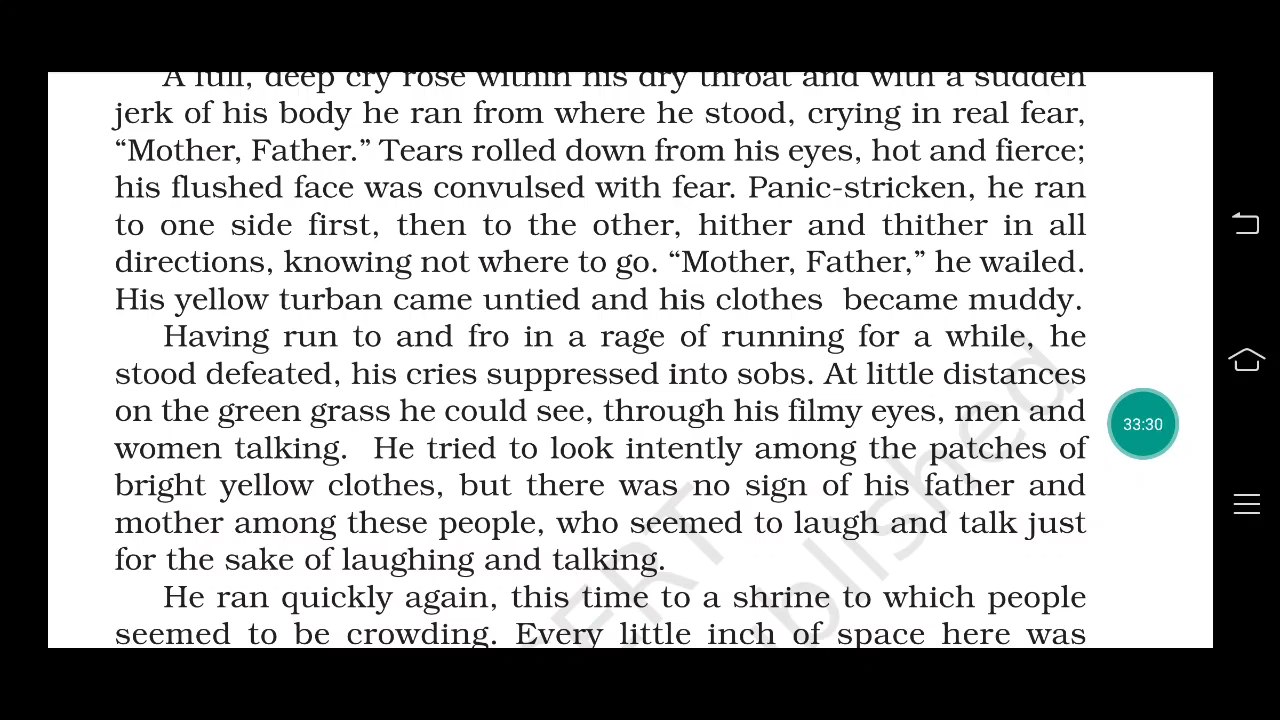 A full, deep cry rose within his dry throat and with a sudden
jerk of his body he ran from where he stood, crying in real fear,
“Mother, Father.” Tears rolled down from his eyes, hot and fierce;
his flushed face was convulsed with fear. Panic-stricken, he ran
to one side first, then to the other, hither and thither in all
directions, knowing not where to go. “Mother, Father,” he wailed.
His yellow turban came untied and his clothes became muddy.
Having run to and fro in a rage of running for a while, he
stood defeated, his cries suppressed into sobs. At little distances
on the green grass he could see, through his filmy eyes, men and
women talking. He tried to look intently among the patches of
bright yellow clothes, but there was no sign of his father and
mother among these people, who seemed to laugh and talk just
for the sake of laughing and talking.
He ran quickly again, this time to a shrine to which people
seemed to be crowding. Every little inch of space here was
33:30
ERT
blished